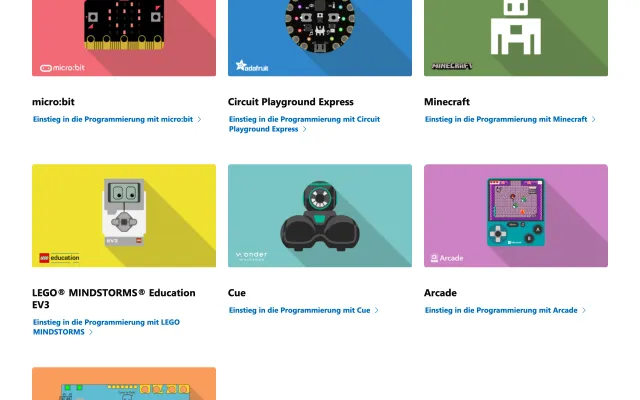 micro:bit
adafruit
MINECRAFT
micro:bit
Circuit Playground Express
Minecraft
Einstieg in die Programmierung mit micro:bit
Einstieg in die Programmierung mit Circuit
Playground Express
Einstieg in die Programmierung mit Minecraft
EV3
LEGO education
wonder
Arcade
LEGO® MINDSTORMS® Education
EV3
Cue
Arcade
Einstieg in die Programmierung mit LEGO
MINDSTORMS
Einstieg in die Programmierung mit Cue
Einstieg in die Programmierung mit Arcade